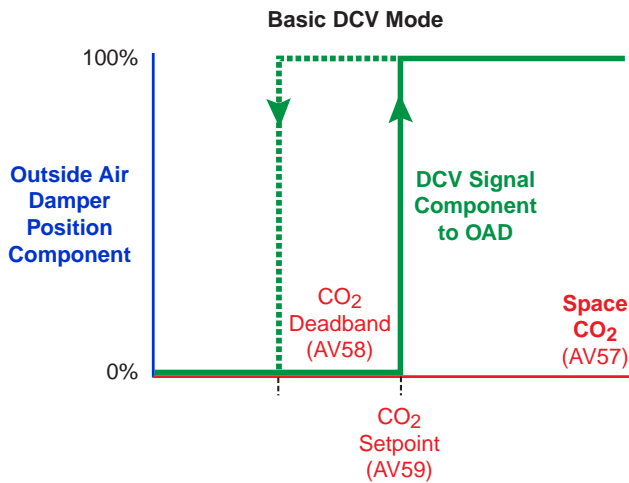 Basic DCV Mode
100%
Outside Air
Damper
Position
Component
DCV Signal
Component
to OAD
CO2
Deadband
(AV58)
Space
CO2
(AV57)
0%
CO2
Setpoint
(AV59)